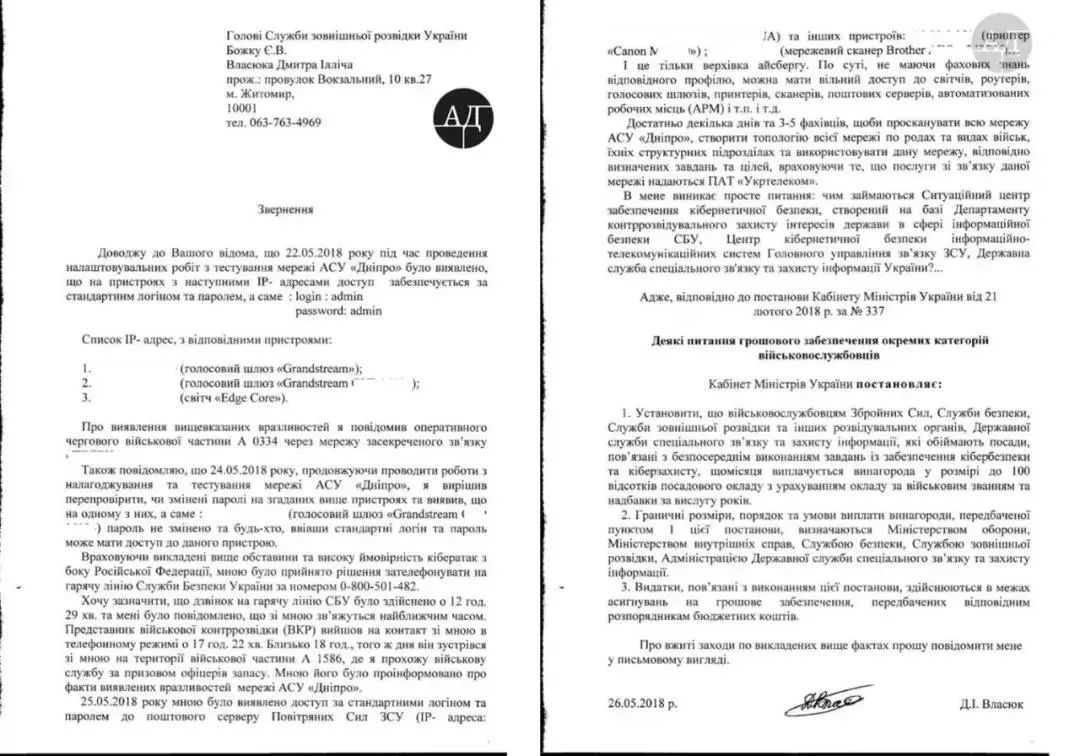 Голові Служби зовнішньої розвідки України
Божку Є.В.
Власюка Дмитра Ілліча
прож.: провулок Вокзальний, 10 кв.27
м. Житомир,
10001
тел. 063-763-4969
АД
Звернення
Доводжу до Вашого відома, що 22.05.2018 року під час проведення
налаштовувальних робіт з тестування мережі АСУ «Дніпро» було виявлено,
що на пристроях з наступними IP- адресами доступ забезпечується за
стандартним логіном та паролем, а саме : login : admin
password: admin
Список IP- адрес, з відповідними пристроями:
1. (голосовий шлюз «Grandstream»);
2. (голосовий шлюз «Grandstream );
3. (світч «Edge Core»).
Про виявлення вищевказаних вразливостей я повідомив оперативного
чергового військової частини А 0334 через мережу засекреченого зв’язку
Також повідомляю, що 24.05.2018 року, продовжуючи проводити роботи з
налагоджування та тестування мережі АСУ «Дніпро», я вирішив
перепровірити, чи змінені паролі на згаданих вище пристроях та виявив, що
на одному з них, а саме : (голосовий шлюз «Grandstream
) пароль не змінено та будь-хто, ввівши стандартні логін та пароль
може мати доступ до даного пристрою.
Враховуючи викладені вище обставини та високу ймовірність кібератак з
боку Російської Федерації, мною було прийнято рішення зателефонувати на
гарячу лінію Служби Безпеки України за номером 0-800-501-482.
Хочу зазначити, що дзвінок на гарячу лінію СБУ було здійснено о 12 год.
29 хв. та мені було повідомлено, що зі мною зв'яжуться найближчим часом.
Представник військової контррозвідки (ВКР) вийшов на контакт зі мною в
телефонному режимі о 17 год. 22 хв. Близько 18 год., того ж дня він зустрівся
зі мною на території військової частини А 1586, де я прохожу військову
службу за призовом офіцерів запасу. Мною його було проінформовано про
факти виявлених вразливостей мережі АСУ «Дніпро».
25.05.2018 року мною було виявлено доступ за стандартними логіном та
паролем до поштового серверу Повітряних Сил ЗСУ (IP- адреса:
та інших пристроїв: (принтер
«Canon ) ; (мережевий сканер Brother
І це тільки верхівка айсбергу. По суті, не маючи фахових знань
відповідного профілю, можна мати вільний доступ до світчів, роутерів,
голосових шлюзів, принтерів, сканерів, поштових серверів, автоматизованих
робочих місць (АРМ) і т.п. і т.д.
Достатньо декілька днів та 3-5 фахівців, щоби просканувати всю мережу
АСУ «Дніпро», створити топологію всієї мережі по родах та видах військ,
їхніх структурних підрозділах та використовувати дану мережу, відповідно
визначених завдань та цілей, враховуючи те, що послуги зі зв’язку даної
мережі надаються ПАТ «Укртелеком».
В мене виникає просте питання: чим займаються Ситуаційний центр
забезпечення кібернетичної безпеки, створений на базі Департаменту
контррозвідувального захисту інтересів держави в сфері інформаційної
безпеки СБУ, Центр кібернетичної безпеки інформаційно-
телекомунікаційних систем Головного управління зв’язку ЗСУ, Державна
служба спеціального зв'язку та захисту інформації України?...
Адже, відповідно до постанови Кабінету Міністрів України від 21
лютого 2018 р. за № 337
Деякі питання грошового забезпечення окремих категорій
військовослужбовців
Кабінет Міністрів України постановляє:
1. Установити, що військовослужбовцям Збройних Сил, Служби безпеки,
Служби зовнішньої розвідки та інших розвідувальних органів, Державної
служби спеціального зв’язку та захисту інформації, які обіймають посади,
пов’язані з безпосереднім виконанням завдань із забезпечення кібербезпеки
та кіберзахисту, щомісяця виплачується винагорода у розмірі до 100
відсотків посадового окладу з урахуванням окладу за військовим званням та
надбавки за вислугу років.
2. Граничні розміри, порядок та умови виплати винагороди, передбаченої
пунктом 1 цієї постанови, визначаються Міністерством оборони,
Міністерством внутрішніх справ, Службою безпеки, Службою зовнішньої
розвідки, Адміністрацією Державної служби спеціального зв’язку та захисту
інформації.
3. Видатки, пов’язані з виконанням цієї постанови, здійснюються в межах
асигнувань на грошове забезпечення, передбачених відповідним
розпорядникам бюджетних коштів.
Про вжиті заходи по викладених вище фактах прошу повідомити мене
у письмовому вигляді.
26.05.2018 р. Д.І. Власюк